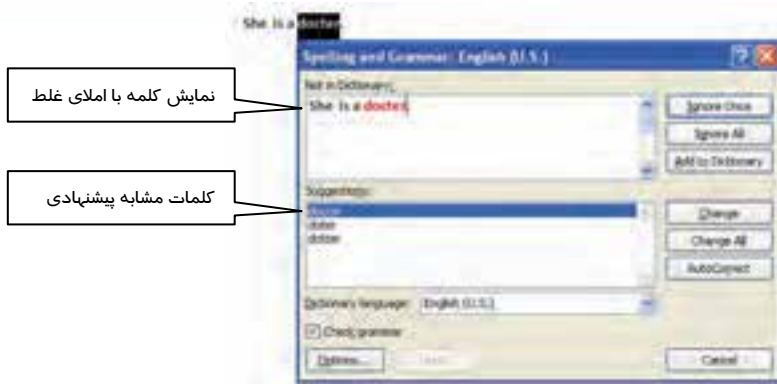 She is a docter
Spelling and Grammar: English (U.S.)
Not in Dictionary:
نمایش کلمه با املای غلط
She is a docter
Ignore Once
Ignore All
Add to Dictionary
Suggestions:
کلمات مشابه پیشنهادی
Change
Change All
AutoCorrect
Dictionary language: English (U.S.)
Check grammar
Options...
Cancel